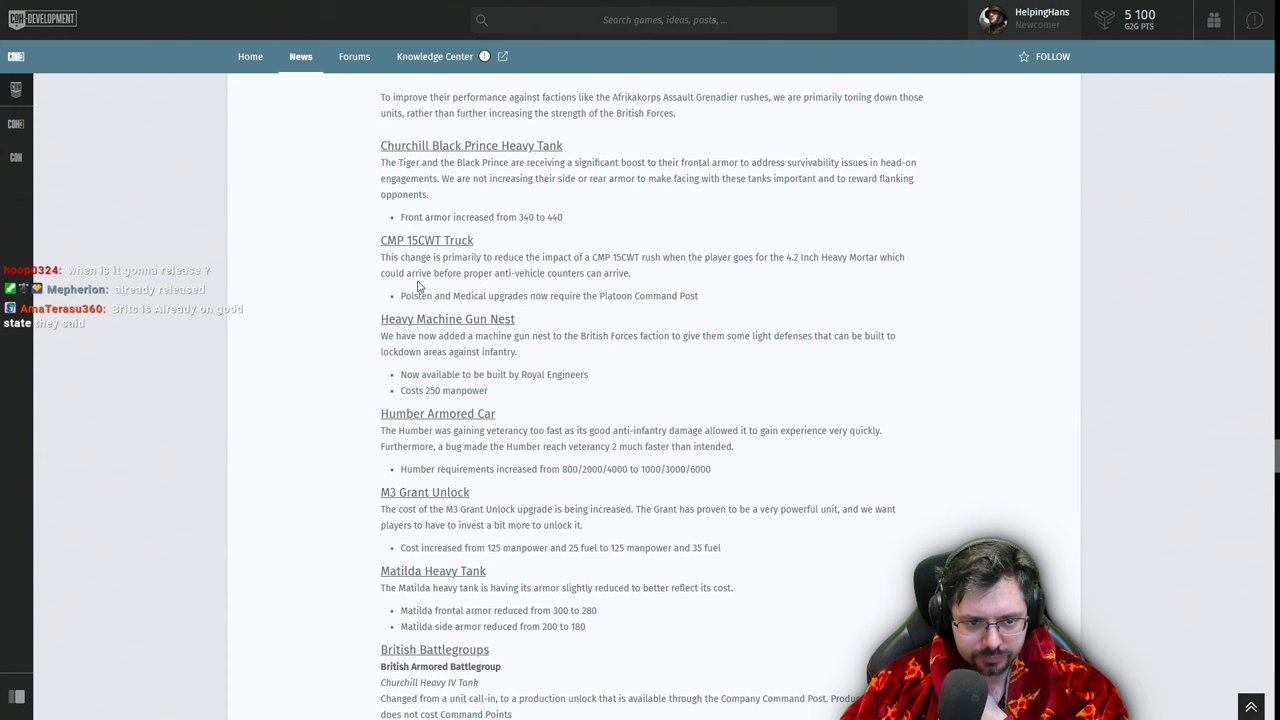 COH-DEVELOPMENT
Search games, ideas, posts, ...
HelpingHans
Newcomer
5 100
G2G PTS
COH3
Home
News
Forums
Knowledge Center
FOLLOW
To improve their performance against factions like the Afrikakorps Assault Grenadier rushes, we are primarily toning down those
units, rather than further increasing the strength of the British Forces.
Churchill Black Prince Heavy Tank
The Tiger and the Black Prince are receiving a significant boost to their frontal armor to address survivability issues in head-on
engagements. We are not increasing their side or rear armor to make facing with these tanks important and to reward flanking
opponents.
• Front armor increased from 340 to 440
CMP 15CWT Truck
This change is primarily to reduce the impact of a CMP 15CWT rush when the player goes for the 4.2 Inch Heavy Mortar which
could arrive before proper anti-vehicle counters can arrive.
• Polsten and Medical upgrades now require the Platoon Command Post
hoop0324: when is it gonna release ?
Mepherion: already released
AmaTerasu360: Brits is Already on good
state they said
Heavy Machine Gun Nest
We have now added a machine gun nest to the British Forces faction to give them some light defenses that can be built to
lockdown areas against infantry.
• Now available to be built by Royal Engineers
• Costs 250 manpower
Humber Armored Car
The Humber was gaining veterancy too fast as its good anti-infantry damage allowed it to gain experience very quickly.
Furthermore, a bug made the Humber reach veterancy 2 much faster than intended.
• Humber requirements increased from 800/2000/4000 to 1000/3000/6000
M3 Grant Unlock
The cost of the M3 Grant Unlock upgrade is being increased. The Grant has proven to be a very powerful unit, and we want
players to have to invest a bit more to unlock it.
• Cost increased from 125 manpower and 25 fuel to 125 manpower and 35 fuel
Matilda Heavy Tank
The Matilda heavy tank is having its armor slightly reduced to better reflect its cost.
• Matilda frontal armor reduced from 300 to 280
• Matilda side armor reduced from 200 to 180
British Battlegroups
British Armored Battlegroup
Churchill Heavy IV Tank
Changed from a unit call-in, to a production unlock that is available through the Company Command Post.
does not cost Command Points